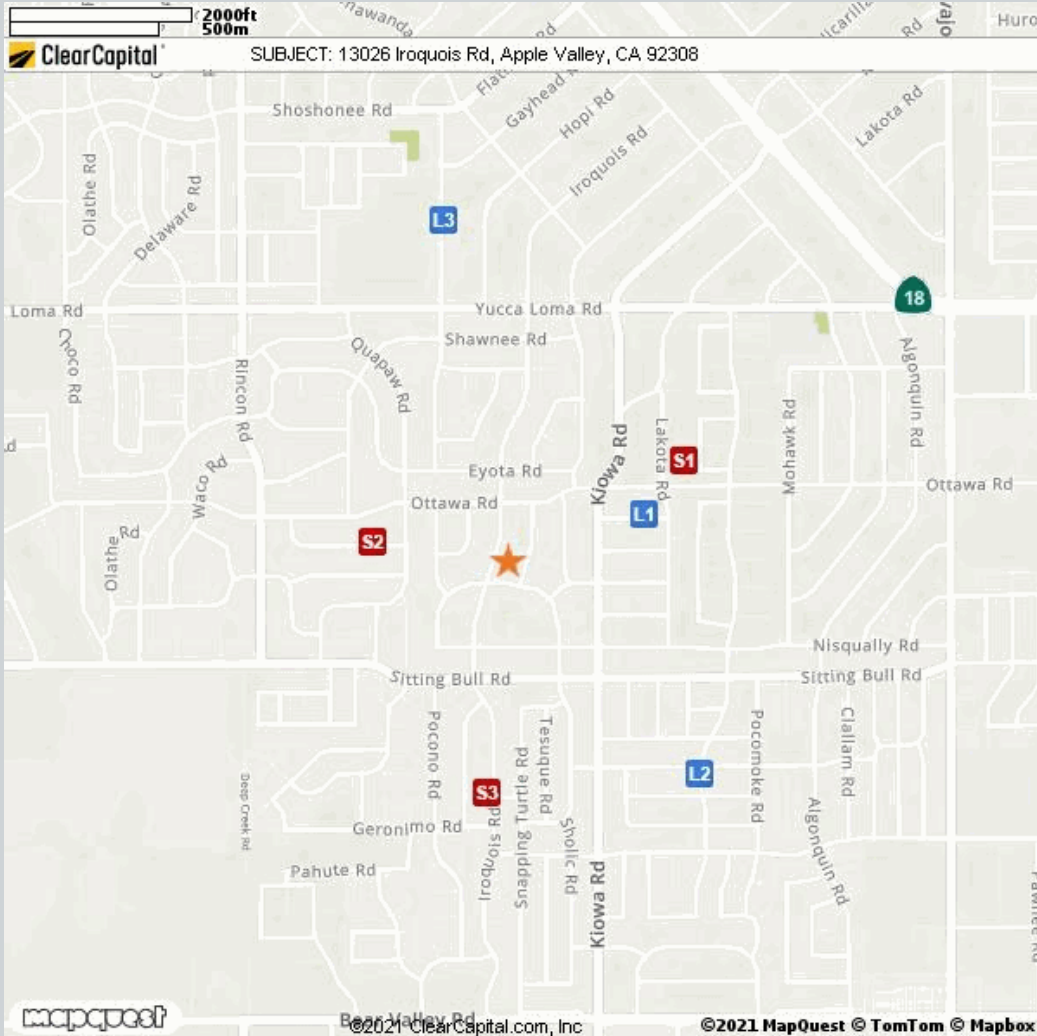 2000ft
500m
Rd
Huro
ClearCapital
SUBJECT: 13026 Iroquois Rd, Apple Valley, CA 92308
Shoshonee Rd
Gayhead
Hopi Rd
Iroquois Rd
Lakota Rd
Olathe Rd
Delaware Rd
L3
18
Loma Rd
Yucca Loma Rd
Shawnee Rd
Choco Rd
Quapaw Rd
Rincon Rd
Algonquin Rd
Mohawk Rd
Lakota Rd
Kiowa Rd
S1
Waco Rd
Eyota Rd
Ottawa Rd
Ottawa Rd
L1
Olathe Rd
S2
Nisqually Rd
Sitting Bull Rd
Sitting Bull Rd
Pocono Rd
Tesuque Rd
Snapping Turtle Rd
Pocomoke Rd
Clallam Rd
L2
Deep Creek Rd
S3
Geronimo Rd
Iroquois Rd
Sholic Rd
Algonquin Rd
Pahute Rd
Kiowa Rd
mapquest
Bear Valley Rd
©2021 ClearCapital.com, Inc
©2021 MapQuest © TomTom © Mapbox